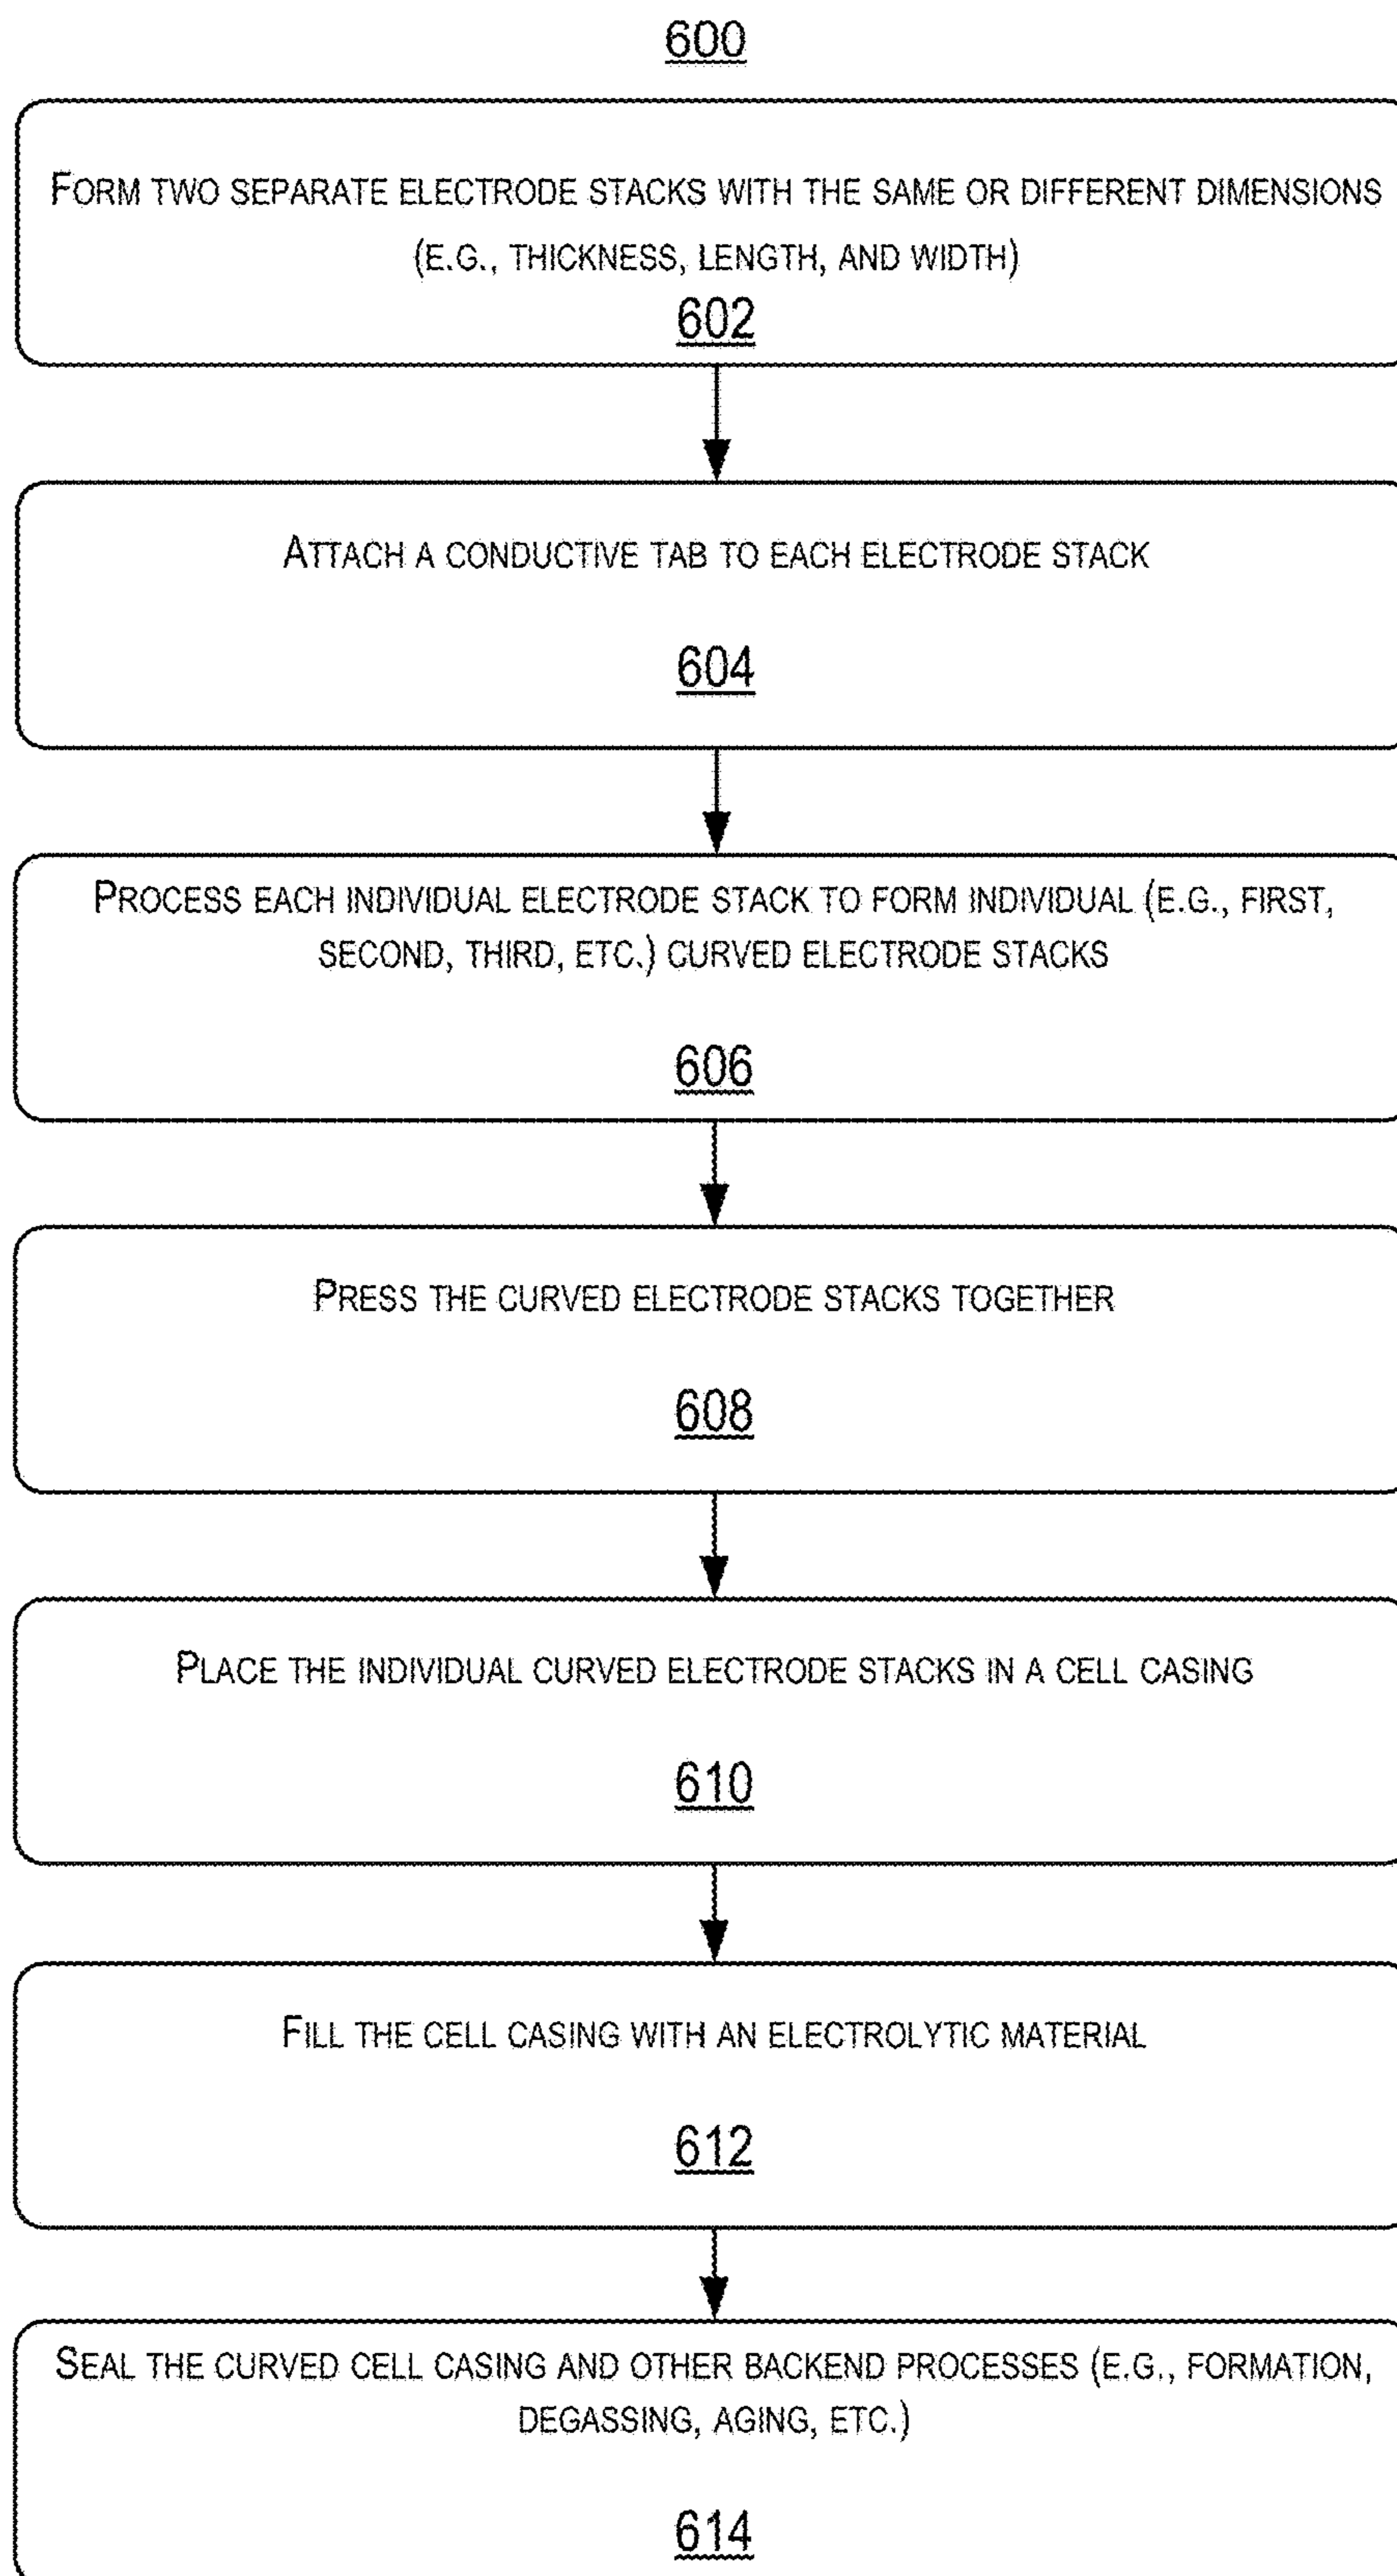 600
FORM TWO SEPARATE ELECTRODE STACKS WITH THE SAME OR DIFFERENT DIMENSIONS
(E.G., THICKNESS, LENGTH, AND WIDTH)
602
ATTACH A CONDUCTIVE TAB TO EACH ELECTRODE STACK
604
PROCESS EACH INDIVIDUAL ELECTRODE STACK TO FORM INDIVIDUAL (E.G., FIRST,
SECOND, THIRD, ETC.) CURVED ELECTRODE STACKS
606
PRESS THE CURVED ELECTRODE STACKS TOGETHER
608
PLACE THE INDIVIDUAL CURVED ELECTRODE STACKS IN A CELL CASING
610
FILL THE CELL CASING WITH AN ELECTROLYTIC MATERIAL
612
SEAL THE CURVED CELL CASING AND OTHER BACKEND PROCESSES (E.G., FORMATION,
DEGASSING, AGING, ETC.)
614